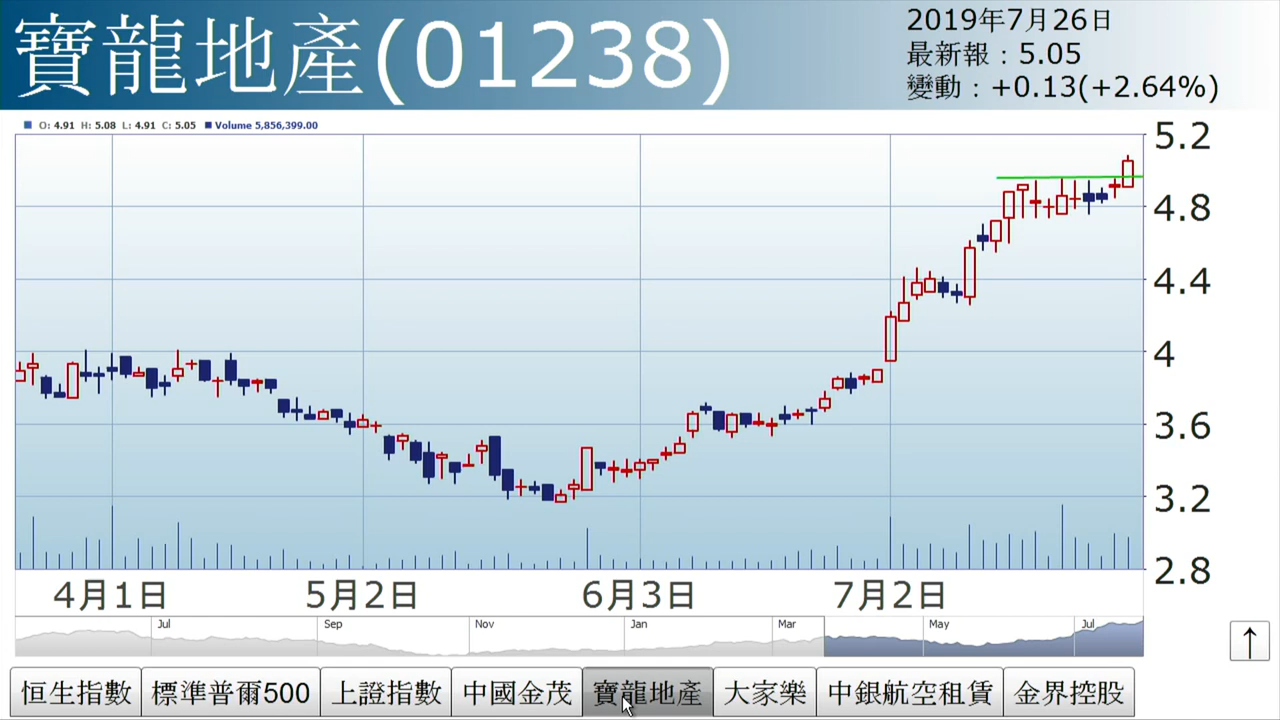 寶龍地產(01238)
2019年7月26日
最新報：5.05
變動：+0.13(+2.64%)
O: 4.91 H: 5.08 L: 4.91 C: 5.05 Volume 5,856,399.00
5.2
4.8
4.4
4
3.6
3.2
2.8
4月1日 5月2日 6月3日 7月2日
Jul Sep Nov Jan Mar May Jul
↑
恒生指數 標準普爾500 上證指數 中國金茂 寶龍地產 大家樂 中銀航空租賃 金界控股